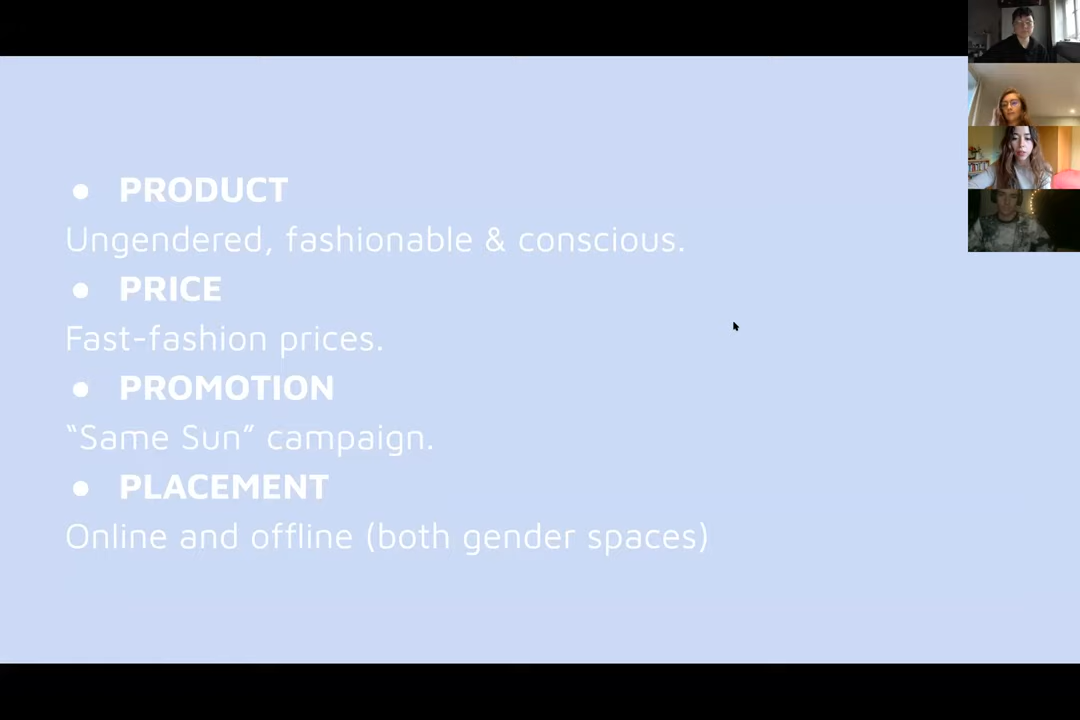 ● PRODUCT
Ungendered, fashionable & conscious.
● PRICE
Fast-fashion prices.
● PROMOTION
“Same Sun” campaign.
● PLACEMENT
Online and offline (both gender spaces)